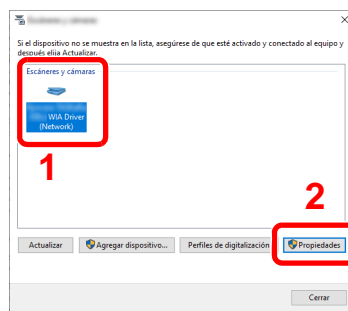 Si el dispositivo no se muestra en la lista, asegúrese de que esté activado y conectado al equipo y
después elija Actualizar.
Escáneres y cámaras
WIA Driver
(Network)
1
2
Actualizar
Agregar dispositivo...
Perfiles de digitalización
Propiedades
Cerrar